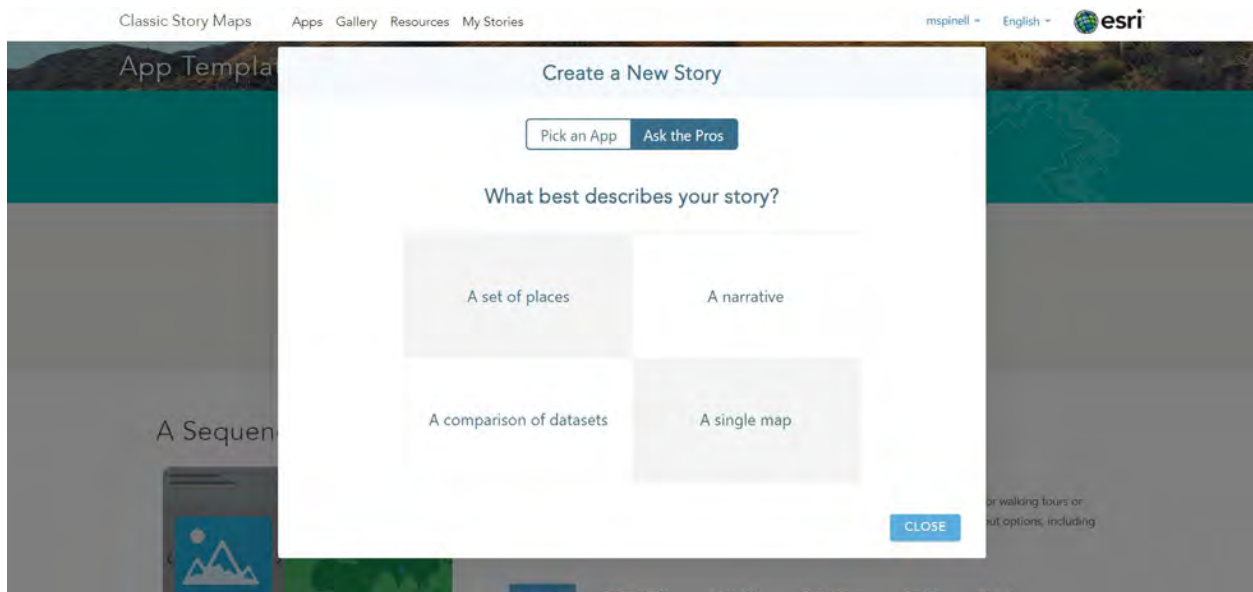 Classic Story Maps Apps Gallery Resources My Stories mspinell English esri
App Templa
Create a New Story
Pick an App Ask the Pros
What best describes your story?
A set of places A narrative
A comparison of datasets A single map
A Sequen
or walking tours or
out options, including
CLOSE